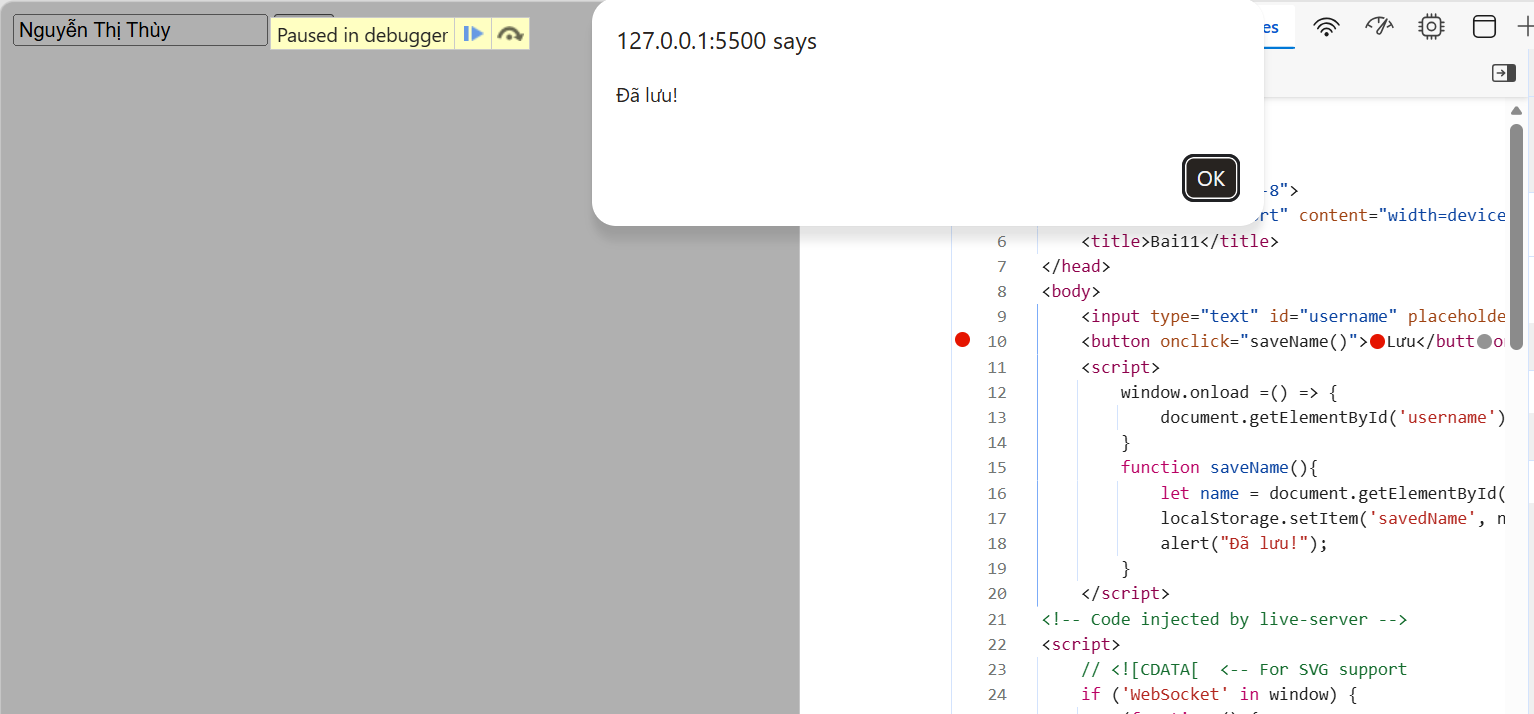 Nguyễn Thị Thùy
Paused in debugger
127.0.0.1:5500 says
es
Đã lưu!
OK
-8">
rt" content="width=device
6 <title>Bai11</title>
7 </head>
8 <body>
9 <input type="text" id="username" placeholde
10 <button onclick="saveName()">Lưu</button
11 <script>
12 window.onload =() => {
13 document.getElementById('username')
14 }
15 function saveName(){
16 let name = document.getElementById(
17 localStorage.setItem('savedName', n
18 alert("Đã lưu!");
19 }
20 </script>
21 <!-- Code injected by live-server -->
22 <script>
23 // <![CDATA[ <-- For SVG support
24 if ('WebSocket' in window) {